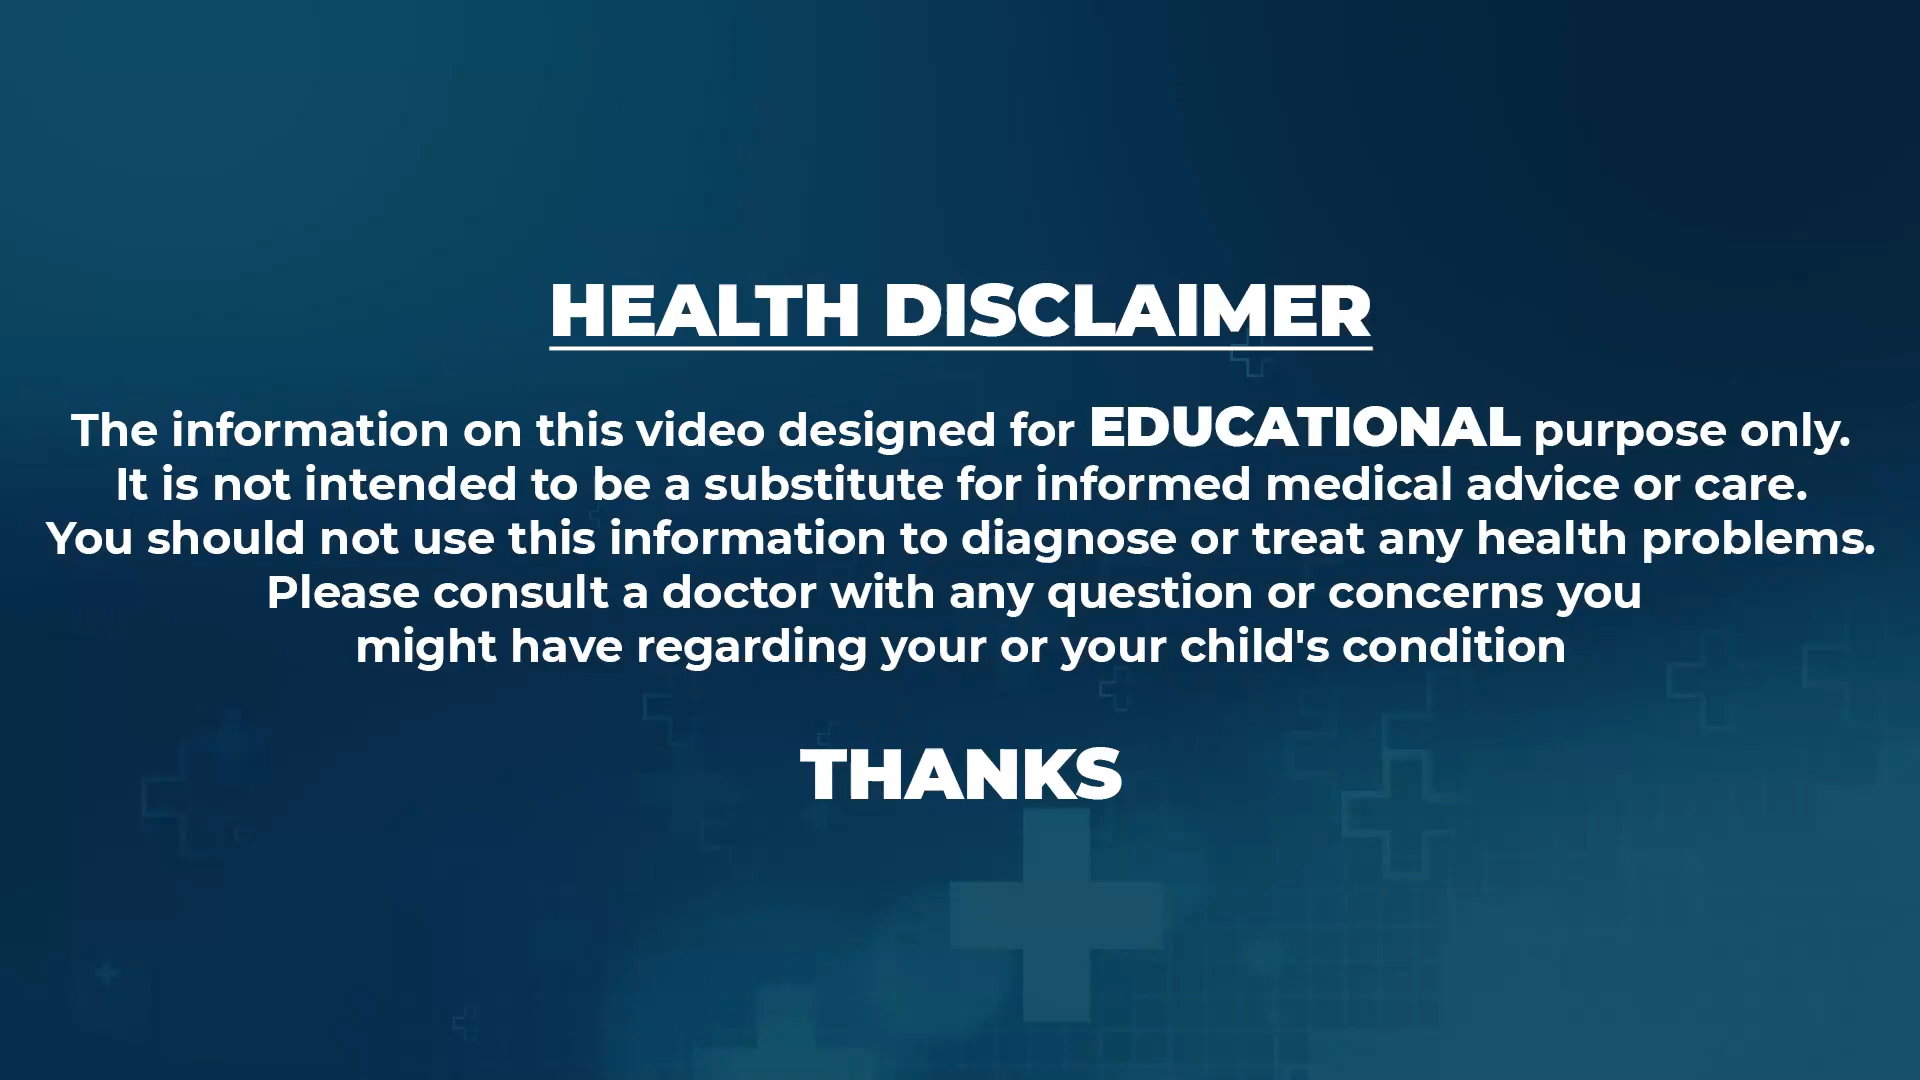 HEALTH DISCLAIMER
The information on this video designed for EDUCATIONAL purpose only.
It is not intended to be a substitute for informed medical advice or care.
You should not use this information to diagnose or treat any health problems.
Please consult a doctor with any question or concerns you
might have regarding your or your child's condition
THANKS